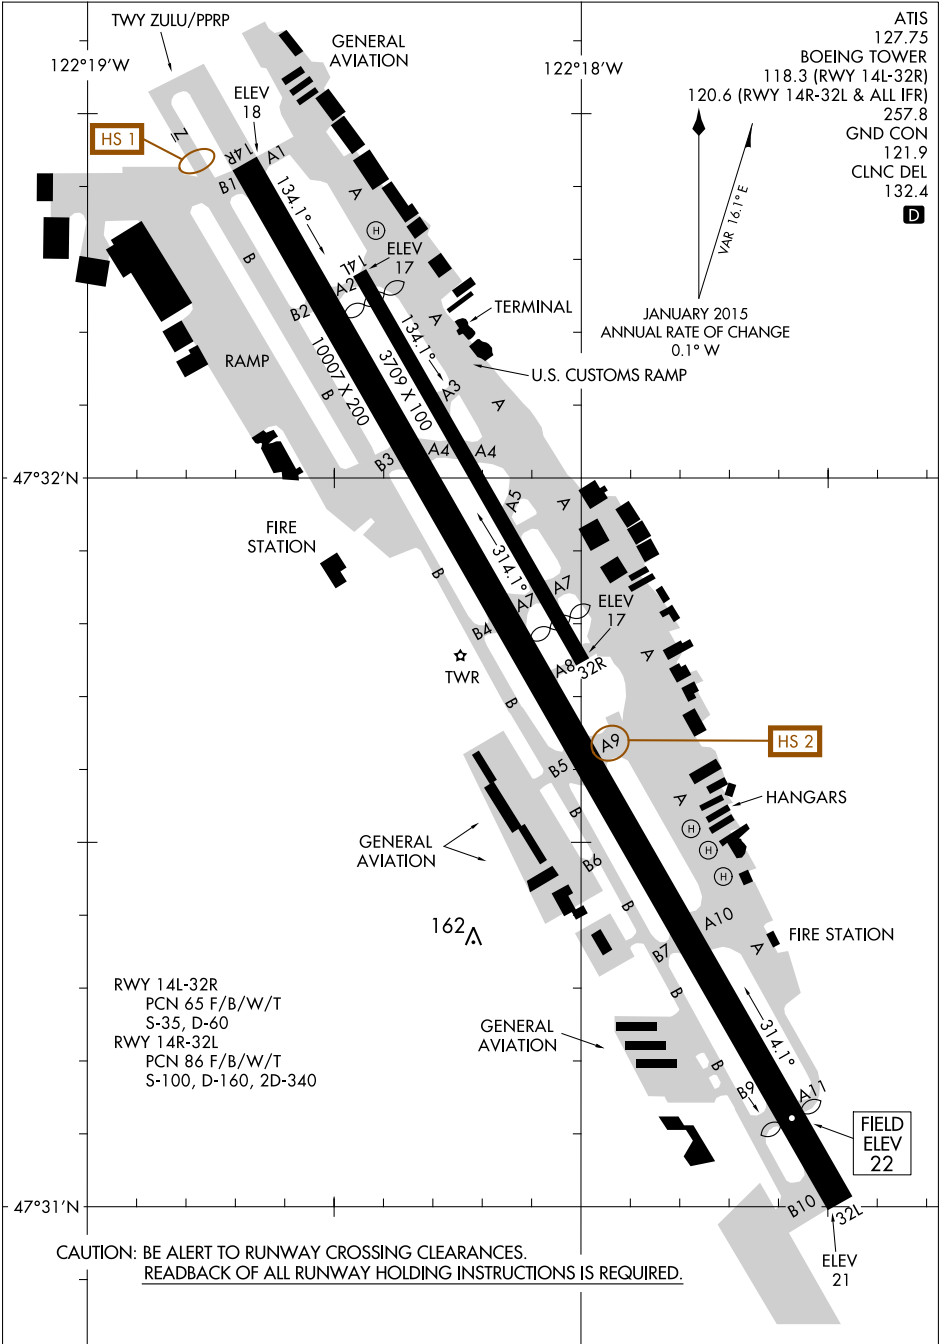 TWY ZULU/PPRP
GENERAL
AVIATION
ATIS
127.75
BOEING TOWER
118.3 (RWY 14L-32R)
120.6 (RWY 14R-32L & ALL IFR)
257.8
GND CON
121.9
CLNC DEL
132.4
D
122°19'W
122°18'W
ELEV
18
HS 1
Z
14R
A1
B1
134.1°
A
VAR 16.1° E
JANUARY 2015
ANNUAL RATE OF CHANGE
0.1° W
H
B
14L
ELEV
17
A2
B2
A
TERMINAL
134.1°
RAMP
10007 X 200
3709 X 100
U.S. CUSTOMS RAMP
B
A3
A
B3
A4
A4
47°32'N
A5
A
FIRE
STATION
314.1°
B
A7
A7
ELEV
17
B4
A
TWR
A8
32R
B
A9
HS 2
B5
A
HANGARS
B
H
H
H
GENERAL
AVIATION
B6
B
A10
162
B7
A
FIRE STATION
RWY 14L-32R
PCN 65 F/B/W/T
S-35, D-60
RWY 14R-32L
PCN 86 F/B/W/T
S-100, D-160, 2D-340
B
314.1°
GENERAL
AVIATION
B
B9
A11
FIELD
ELEV
22
B10
32L
47°31'N
ELEV
21
CAUTION: BE ALERT TO RUNWAY CROSSING CLEARANCES.
READBACK OF ALL RUNWAY HOLDING INSTRUCTIONS IS REQUIRED.